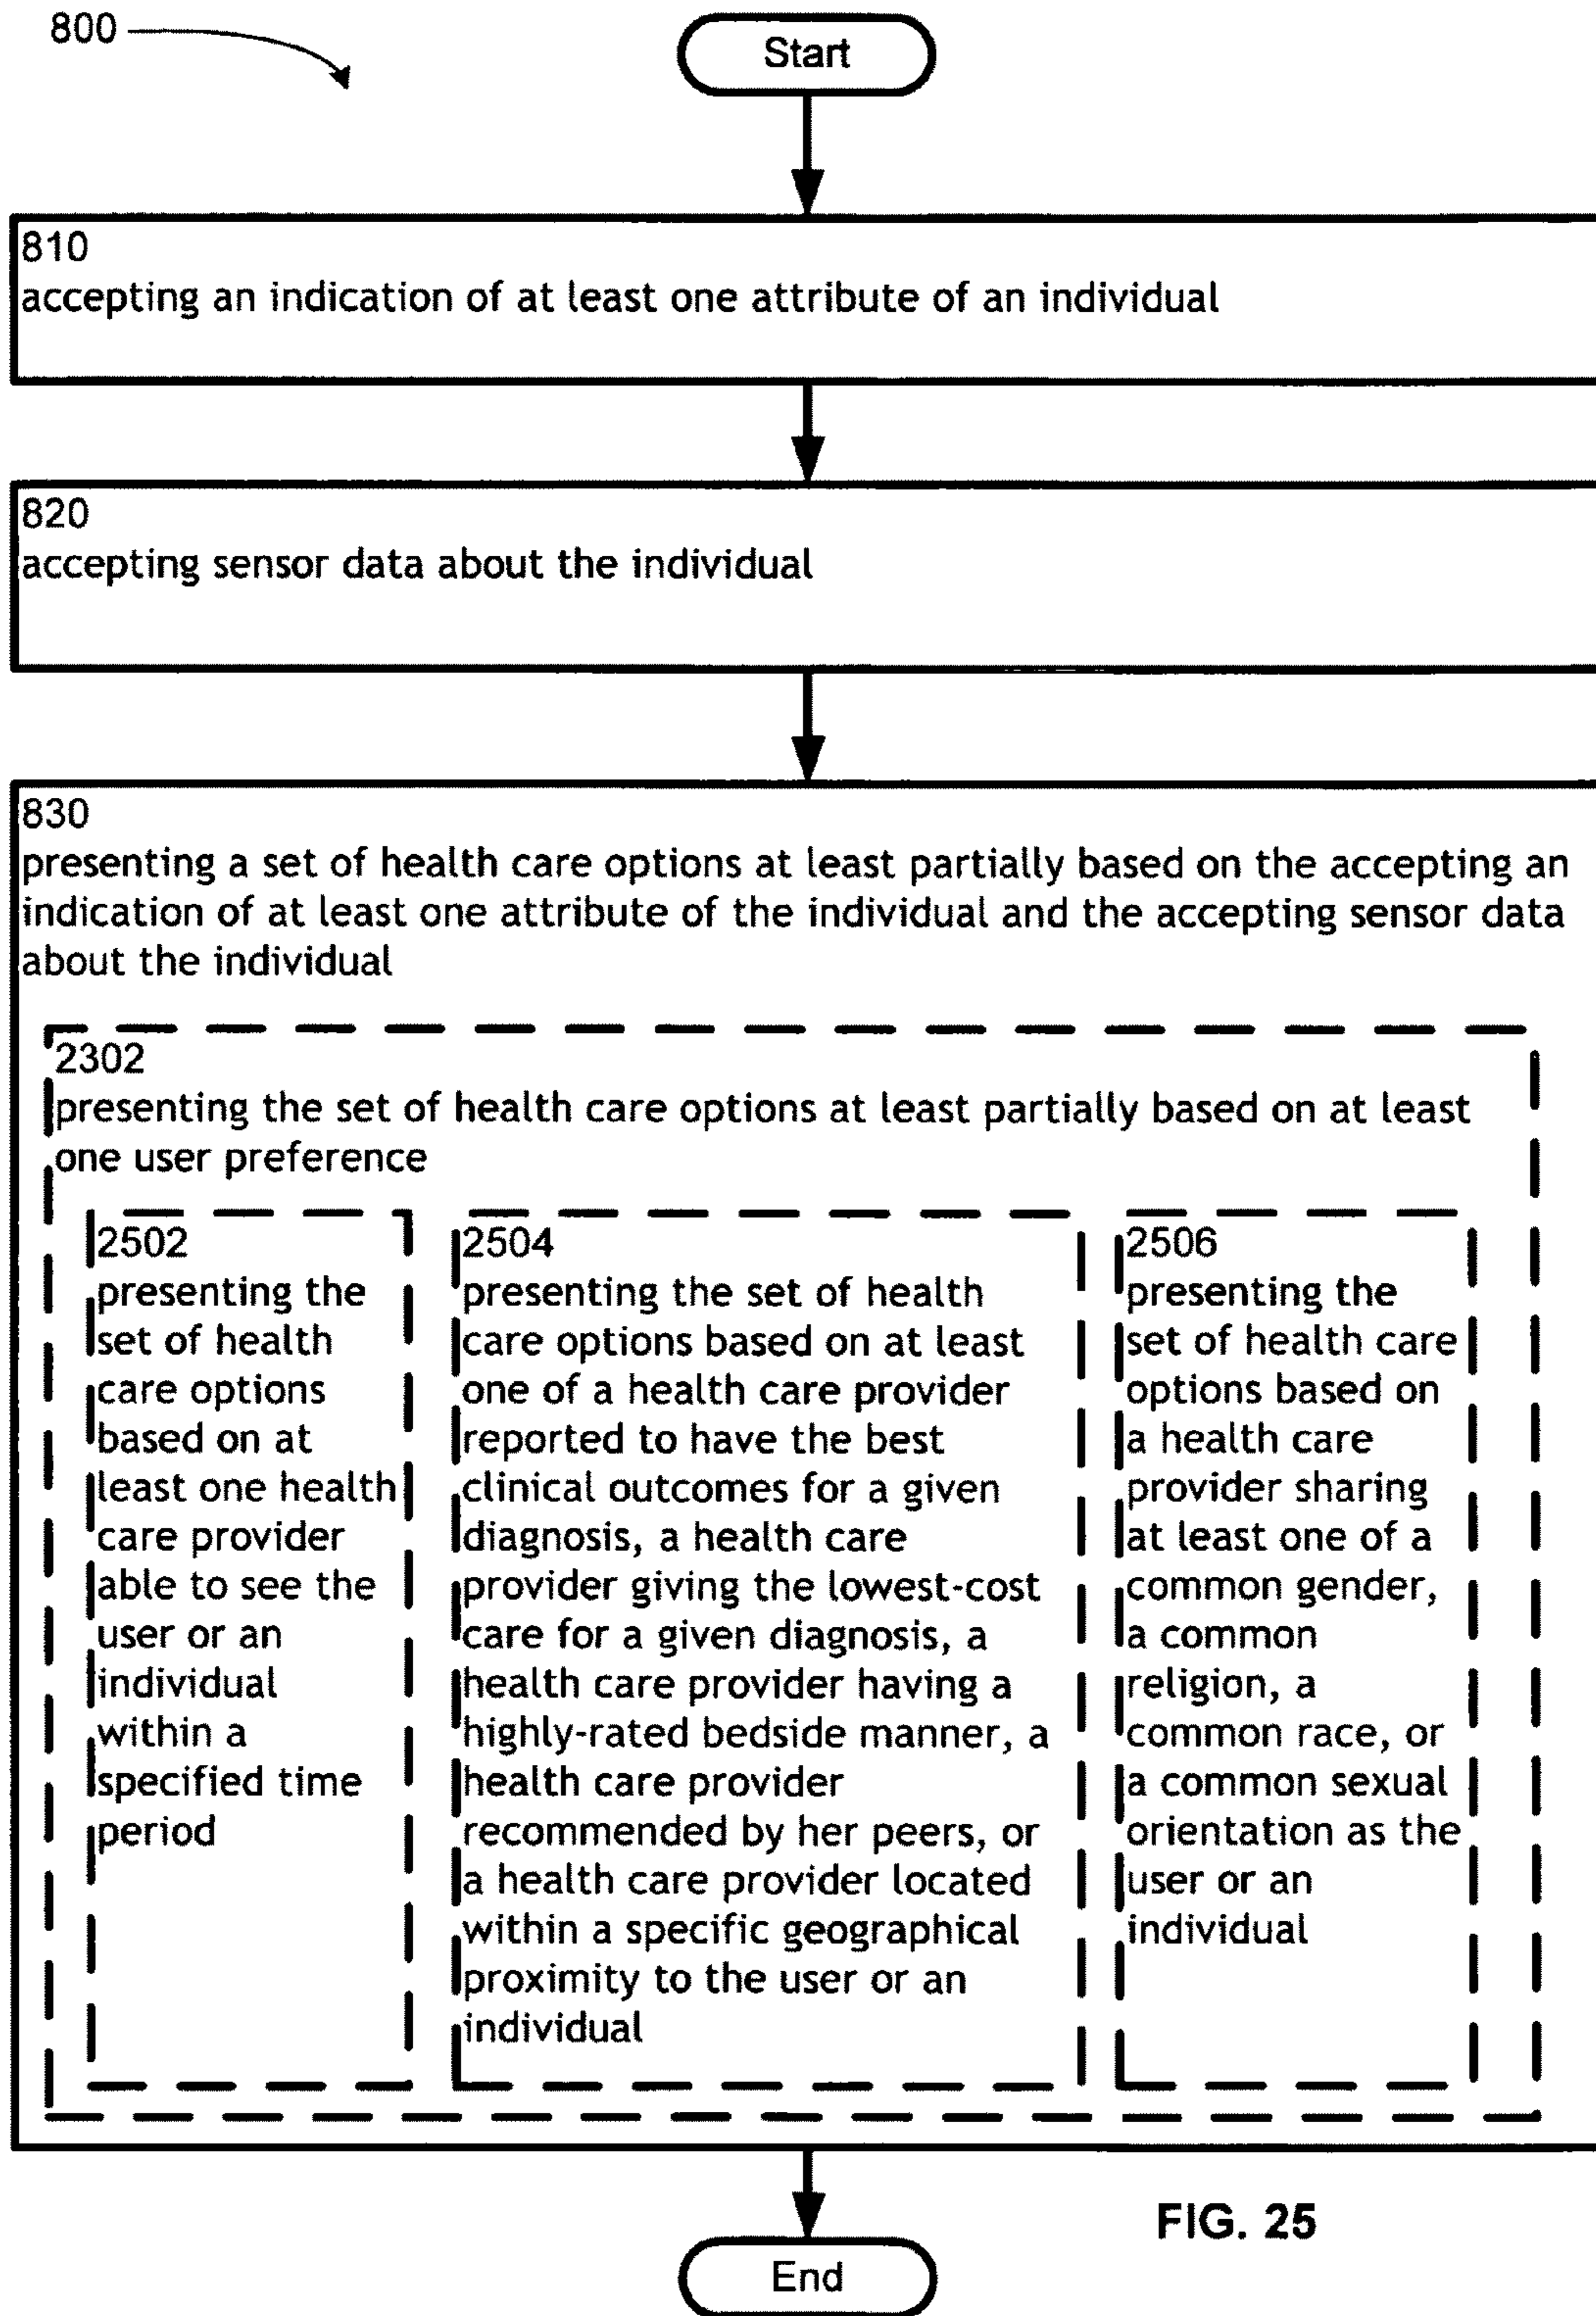 800
Start
810
accepting an indication of at least one attribute of an individual
820
accepting sensor data about the individual
830
presenting a set of health care options at least partially based on the accepting an
indication of at least one attribute of the individual and the accepting sensor data
about the individual
2302
presenting the set of health care options at least partially based on at least
one user preference
2502
presenting the
set of health
care options
based on at
least one health
care provider
able to see the
user or an
individual
within a
specified time
period
2504
presenting the set of health
care options based on at least
one of a health care provider
reported to have the best
clinical outcomes for a given
diagnosis, a health care
provider giving the lowest-cost
care for a given diagnosis, a
health care provider having a
highly-rated bedside manner, a
health care provider
recommended by her peers, or
a health care provider located
within a specific geographical
proximity to the user or an
individual
2506
presenting the
set of health care
options based on
a health care
provider sharing
at least one of a
common gender,
a common
religion, a
common race, or
a common sexual
orientation as the
user or an
individual
FIG. 25
End